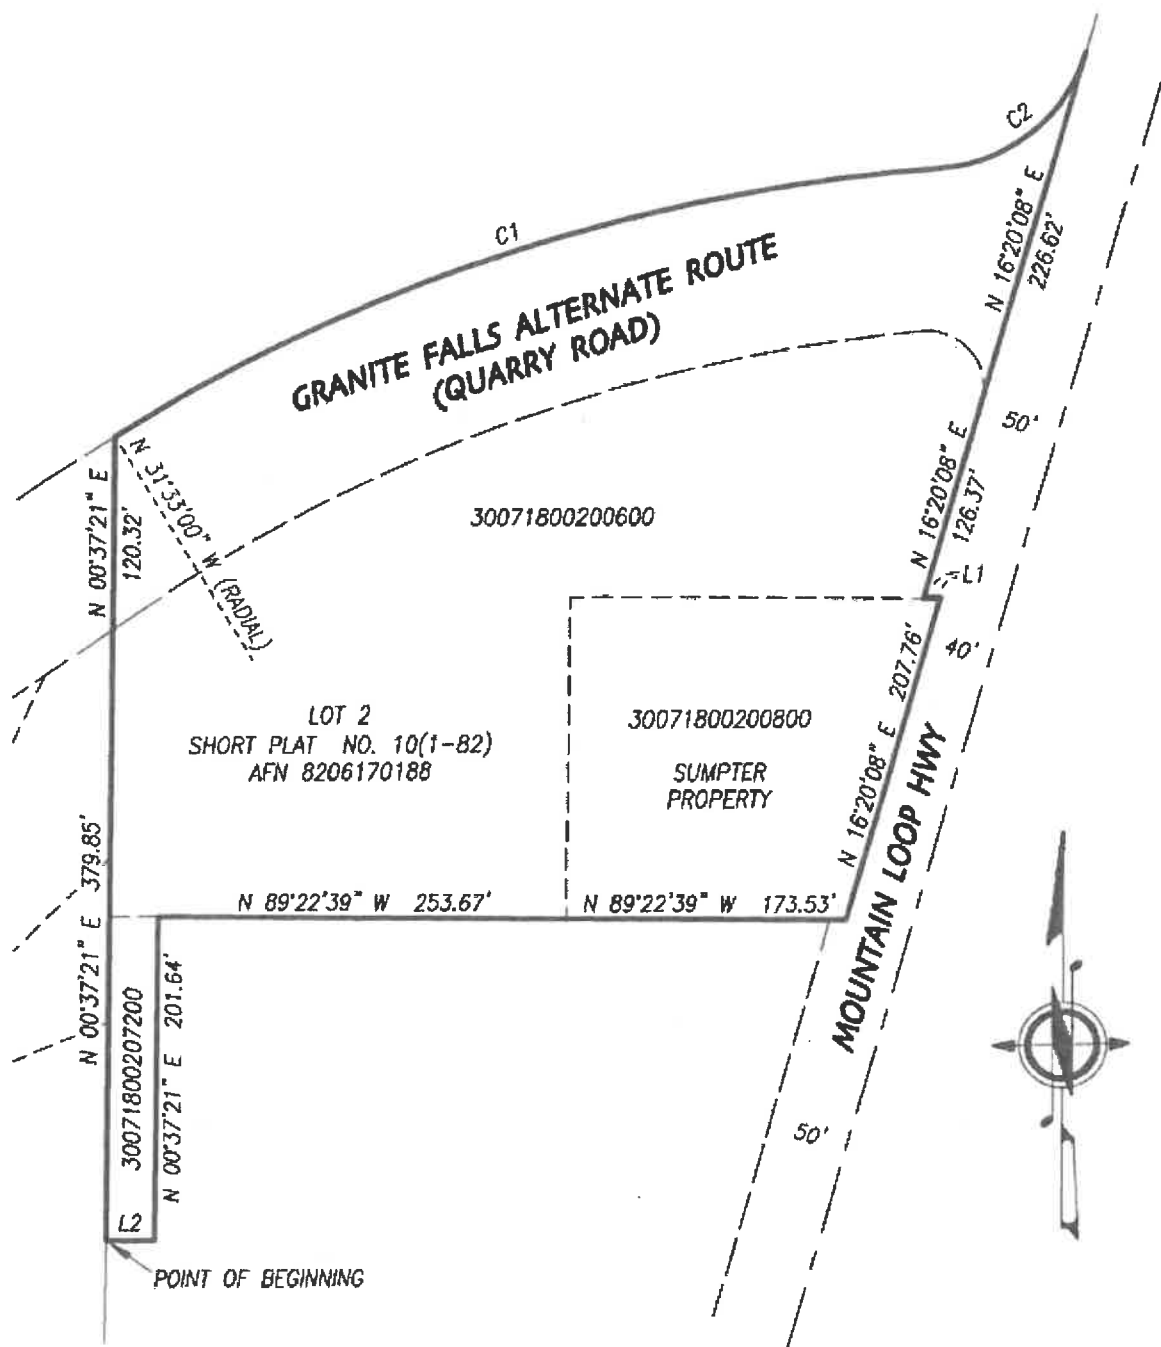 C2
C1
N 16°20'08" E
226.62'
GRANITE FALLS ALTERNATE ROUTE
(QUARRY ROAD)
50'
N 31°33'00" W (RADIAL)
N 00°37'21" E
120.32'
N 16°20'08" E
126.37'
30071800200600
L1
40'
N 16°20'08" E 207.76'
LOT 2
SHORT PLAT NO. 10(1-82)
AFN 8206170188
30071800200800
SUMPTER
PROPERTY
MOUNTAIN LOOP HWY
N 00°37'21" E 379.85'
N 89°22'39" W 253.67'
N 89°22'39" W 173.53'
30071800207200
N 00°37'21" E 201.64'
50'
L2
POINT OF BEGINNING